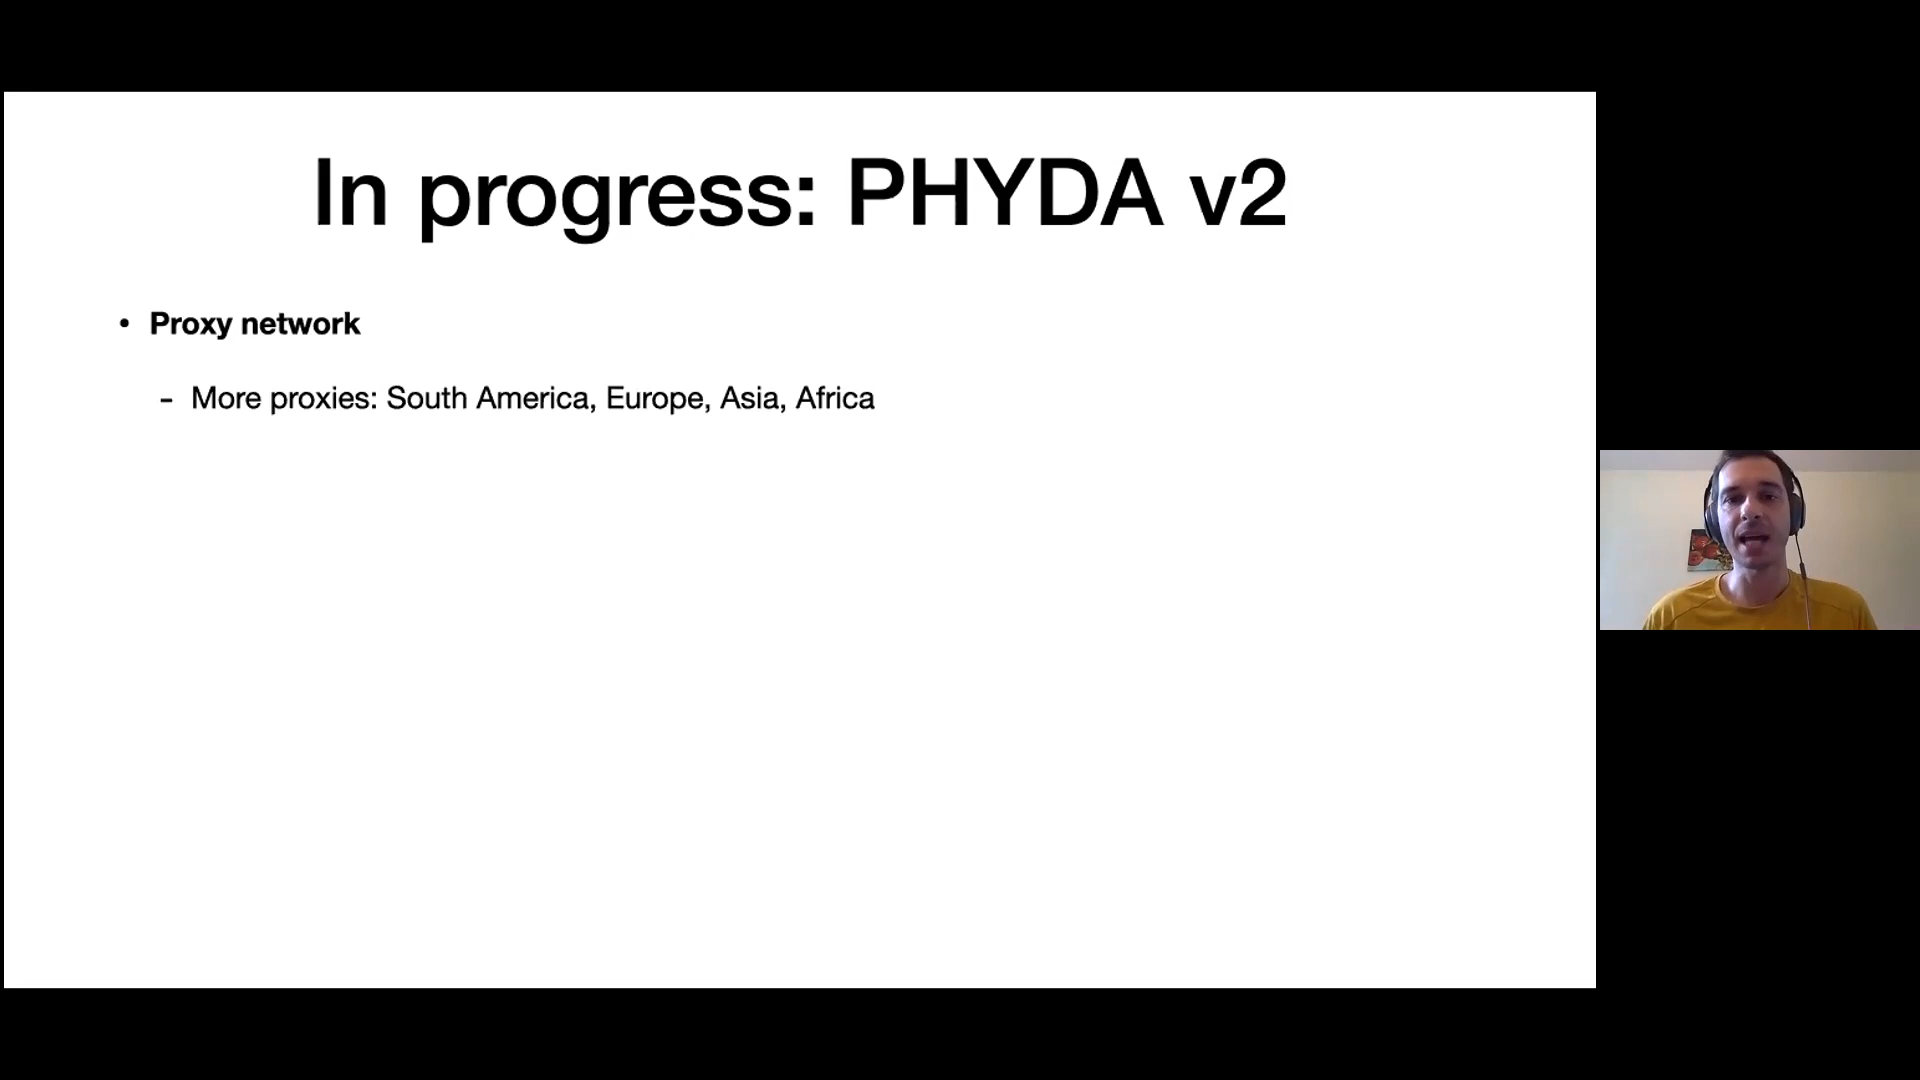 In progress: PHYDA v2
• Proxy network
- More proxies: South America, Europe, Asia, Africa